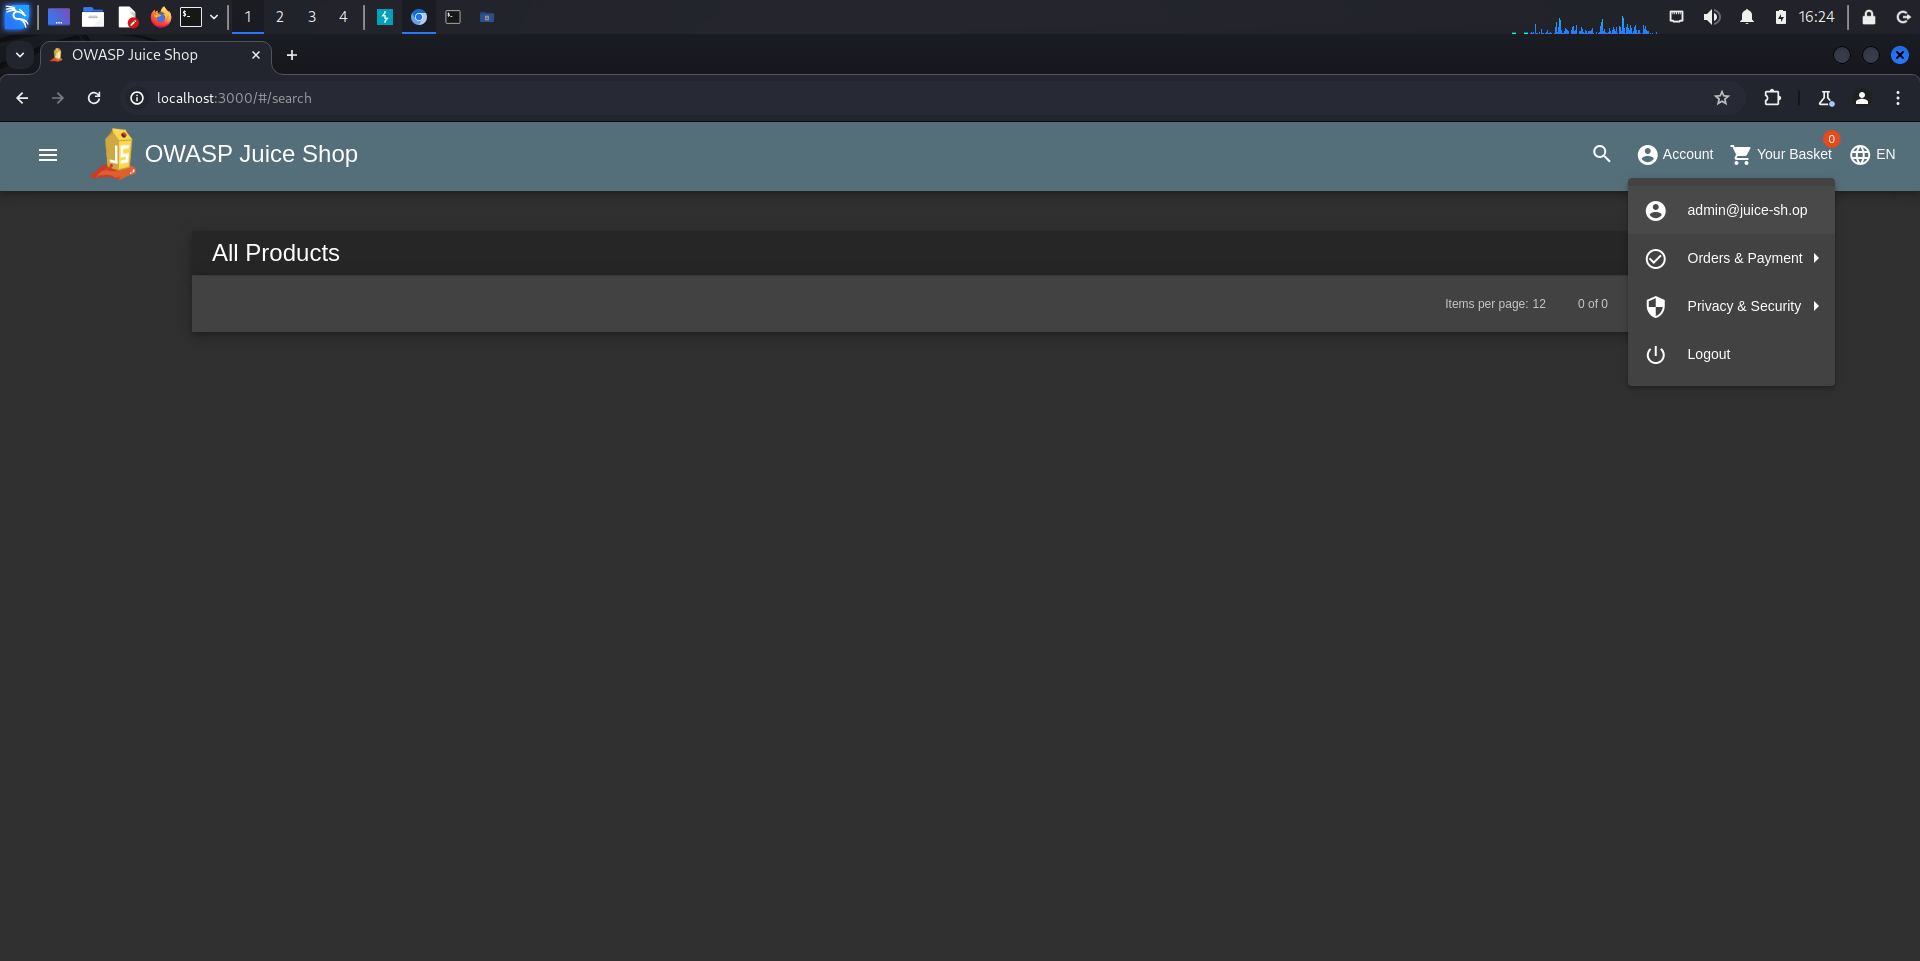 1 2 3 4 16:24
OWASP Juice Shop
localhost:3000/#/search
OWASP Juice Shop
Account
Your Basket
0
EN
admin@juice-sh.op
Orders & Payment
Privacy & Security
Logout
All Products
Items per page: 12 0 of 0